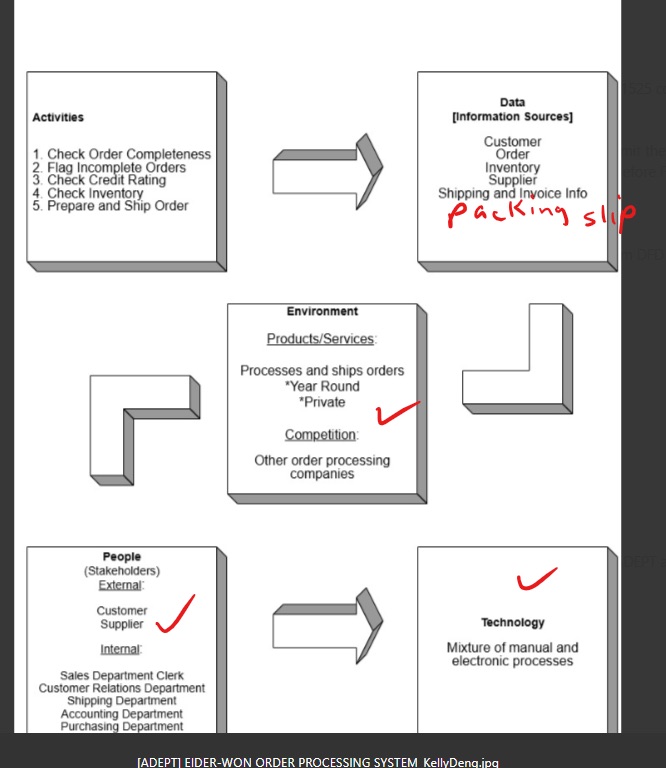 Activities
1. Check Order Completeness
2. Flag Incomplete Orders
3. Check Credit Rating
4. Check Inventory
5. Prepare and Ship Order
Data
[Information Sources]
Customer
Order
Inventory
Supplier
Shipping and Invoice Info
packing slip
Environment
Products/Services:
Processes and ships orders
*Year Round
*Private
Competition:
Other order processing
companies
People
(Stakeholders)
External:
Customer
Supplier
Internal:
Sales Department Clerk
Customer Relations Department
Shipping Department
Accounting Department
Purchasing Department
Technology
Mixture of manual and
electronic processes
[ADEPT] EIDER-WON ORDER PROCESSING SYSTEM_KellyDeng.jpg